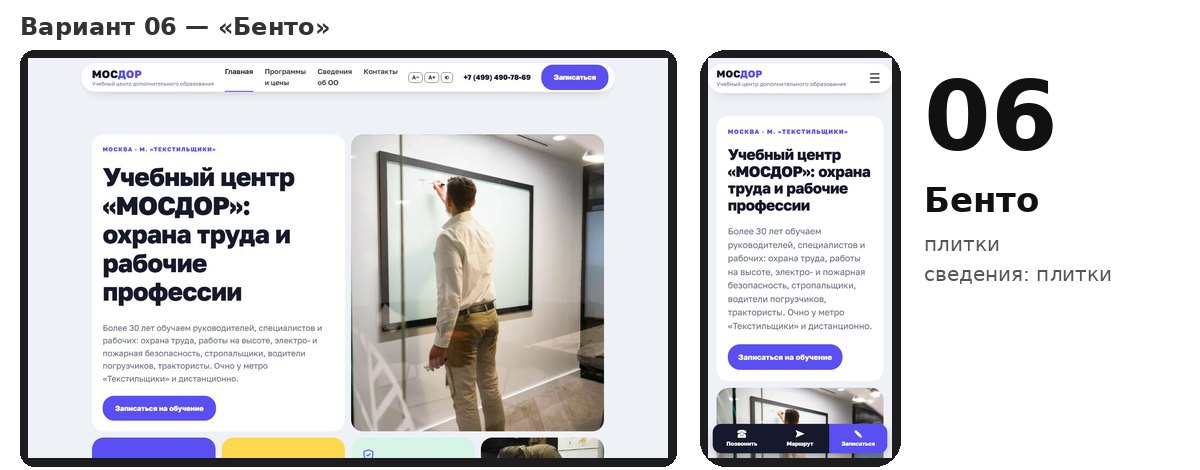 Вариант 06 — «Бенто»
МОСДОР
Учебный центр дополнительного образования
Главная
Программы
и цены
Сведения
об ОО
Контакты
A−
A+
+7 (499) 490-78-69
Записаться
МОСКВА · М. «ТЕКСТИЛЬЩИКИ»
Учебный центр
«МОСДОР»:
охрана труда и
рабочие
профессии
Более 30 лет обучаем руководителей, специалистов и
рабочих: охрана труда, работы на высоте, электро- и
пожарная безопасность, стропальщики, водители
погрузчиков, трактористы. Очно у метро
«Текстильщики» и дистанционно.
Записаться на обучение
МОСДОР
Учебный центр дополнительного образования
МОСКВА · М. «ТЕКСТИЛЬЩИКИ»
Учебный центр
«МОСДОР»: охрана
труда и рабочие
профессии
Более 30 лет обучаем
руководителей, специалистов и
рабочих: охрана труда, работы
на высоте, электро- и пожарная
безопасность, стропальщики,
водители погрузчиков,
трактористы. Очно у метро
«Текстильщики» и дистанционно.
Записаться на обучение
Позвонить
Маршрут
Записаться
06
Бенто
плитки
сведения: плитки